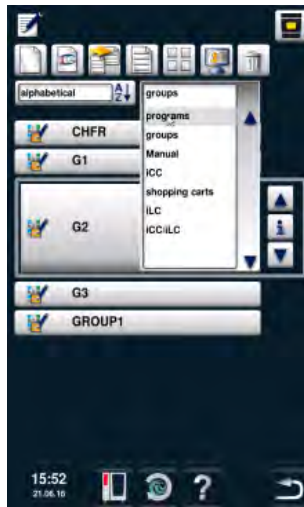 alphabetical
A
Z
groups
programs
groups
Manual
iCC
shopping carts
iLC
iCC/iLC
CHFR
G1
G2
i
G3
GROUP1
15:52
21.06.16
?